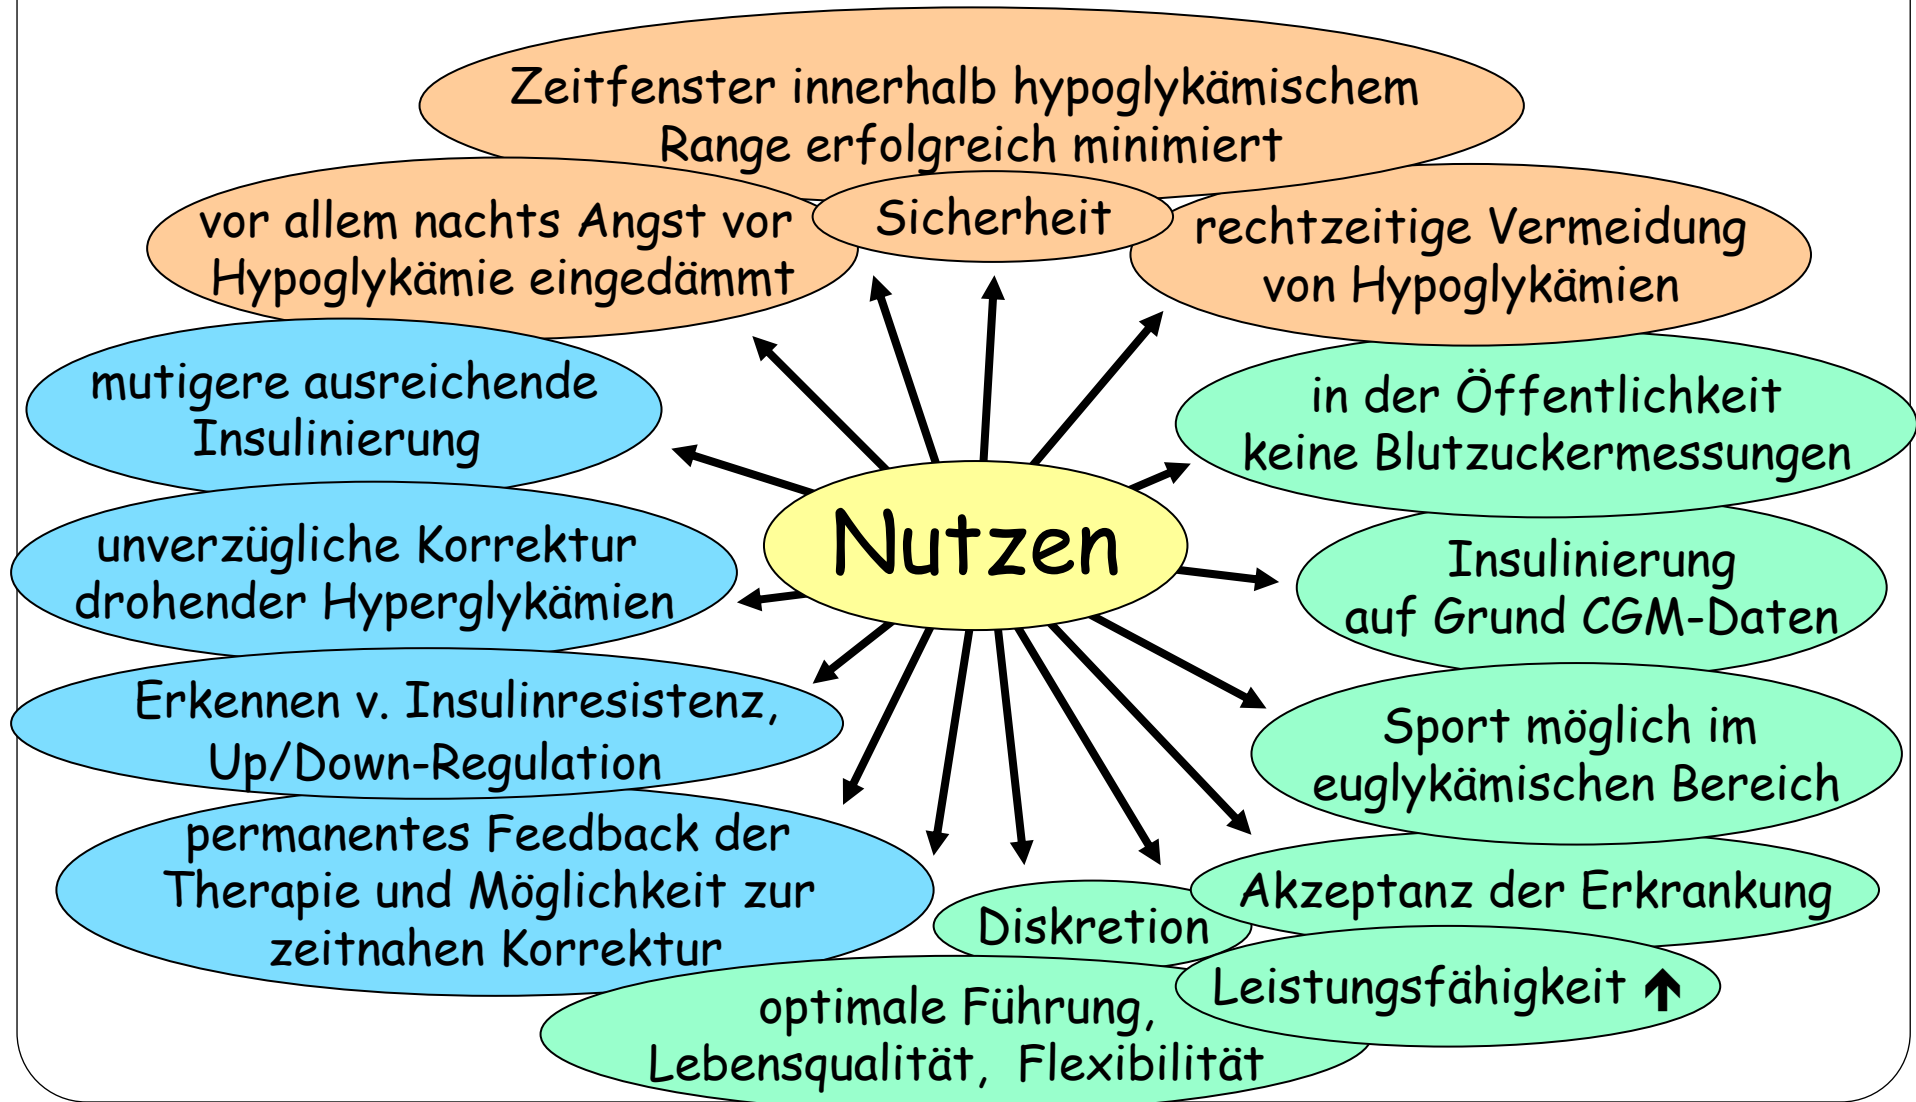 Zeitfenster innerhalb hypoglykämischem
Range erfolgreich minimiert
vor allem nachts Angst vor
Hypoglykämie eingedämmt
Sicherheit
rechtzeitige Vermeidung
von Hypoglykämien
mutigere ausreichende
Insulinierung
in der Öffentlichkeit
keine Blutzuckermessungen
Nutzen
unverzügliche Korrektur
drohender Hyperglykämien
Insulinierung
auf Grund CGM-Daten
Erkennen v. Insulinresistenz,
Up/Down-Regulation
Sport möglich im
euglykämischen Bereich
permanentes Feedback der
Therapie und Möglichkeit zur
zeitnahen Korrektur
Diskretion
Akzeptanz der Erkrankung
Leistungsfähigkeit ↑
optimale Führung,
Lebensqualität, Flexibilität